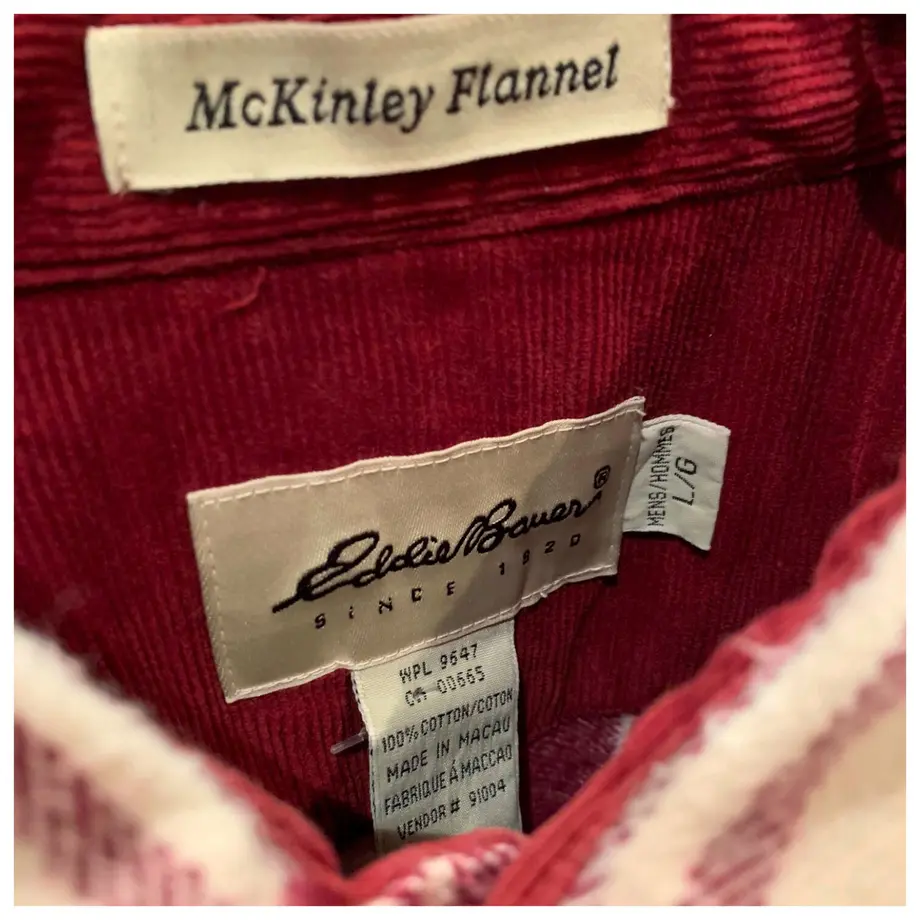 McKinley Flannel
Eddie Bauer®
SINCE 1920
MENS/HOMMES
L/G
WPL 9647
CA 00665
100% COTTON/COTON
MADE IN MACAU
FABRIQUE À MACCAO
VENDOR # 91004